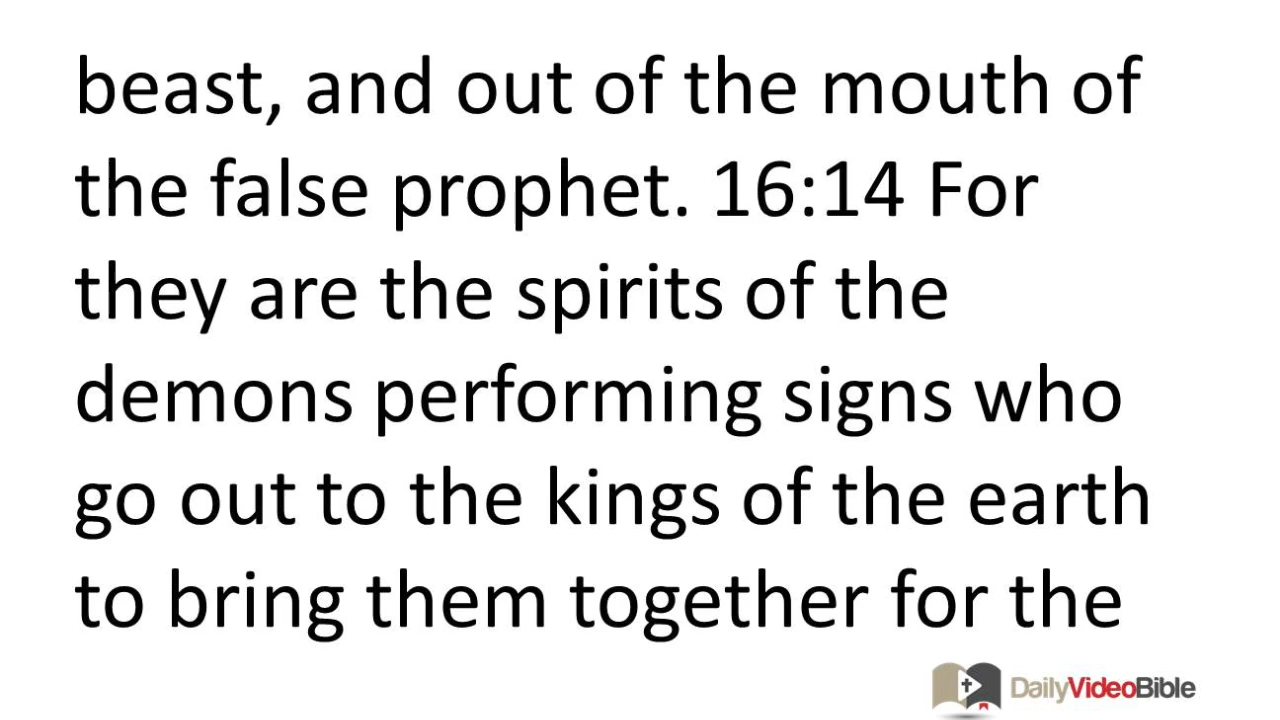 beast, and out of the mouth of
the false prophet. 16:14 For
they are the spirits of the
demons performing signs who
go out to the kings of the earth
to bring them together for the
DailyVideoBible